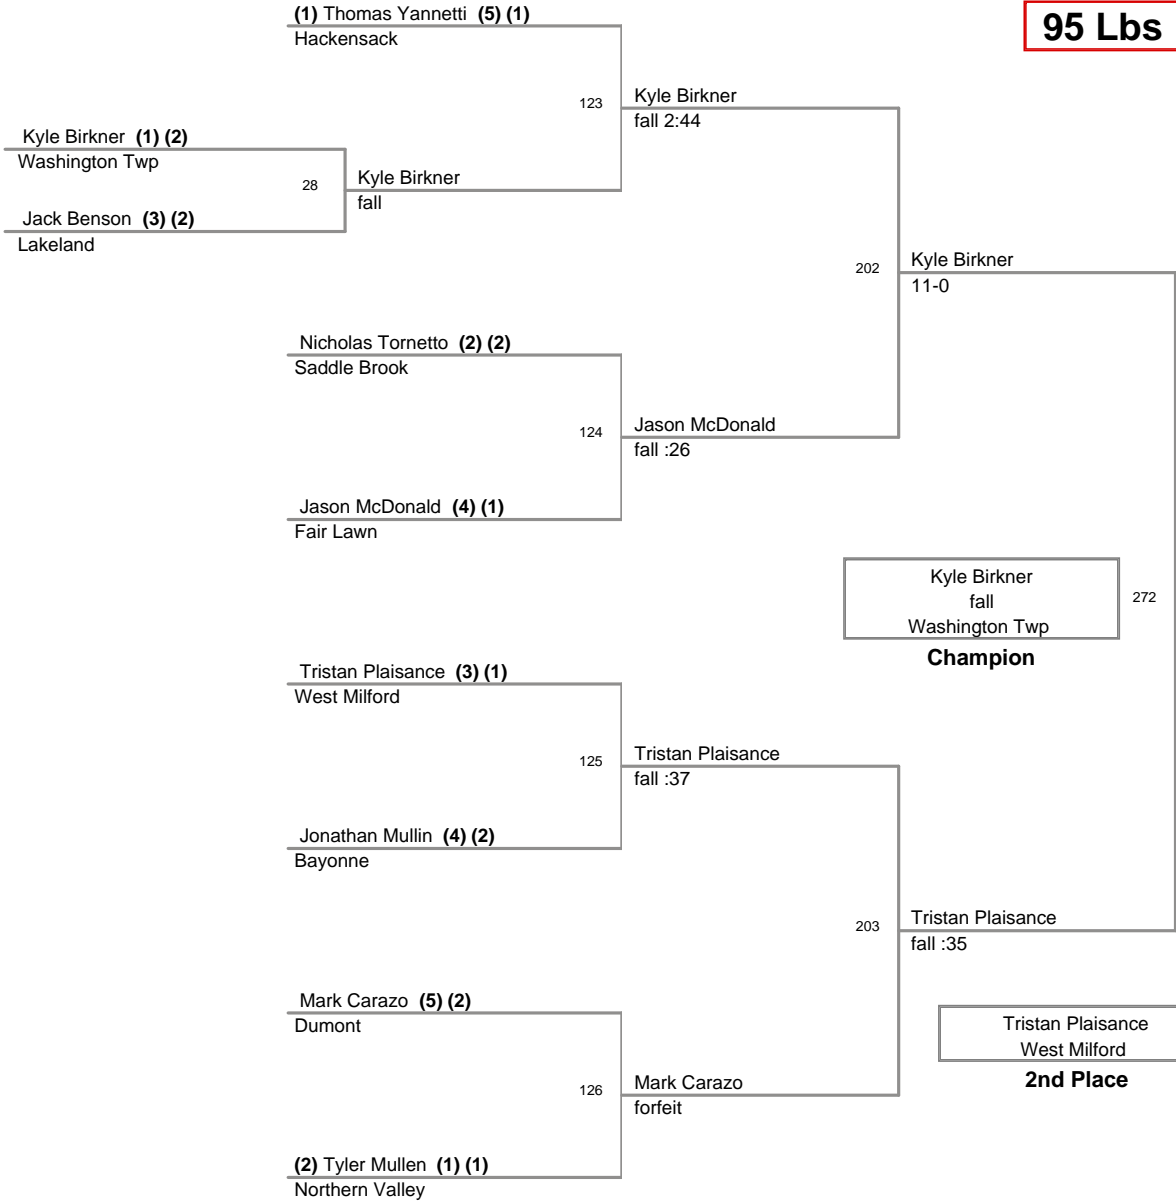 (1) Thomas Yannetti (5) (1)
Hackensack
95 Lbs
123
Kyle Birkner
fall 2:44
Kyle Birkner (1) (2)
Washington Twp
28
Kyle Birkner
fall
Jack Benson (3) (2)
Lakeland
202
Kyle Birkner
11-0
Nicholas Tornetto (2) (2)
Saddle Brook
124
Jason McDonald
fall :26
Jason McDonald (4) (1)
Fair Lawn
Kyle Birkner
fall
Washington Twp
272
Champion
Tristan Plaisance (3) (1)
West Milford
125
Tristan Plaisance
fall :37
Jonathan Mullin (4) (2)
Bayonne
203
Tristan Plaisance
fall :35
Mark Carazo (5) (2)
Dumont
Tristan Plaisance
West Milford
2nd Place
126
Mark Carazo
forfeit
(2) Tyler Mullen (1) (1)
Northern Valley